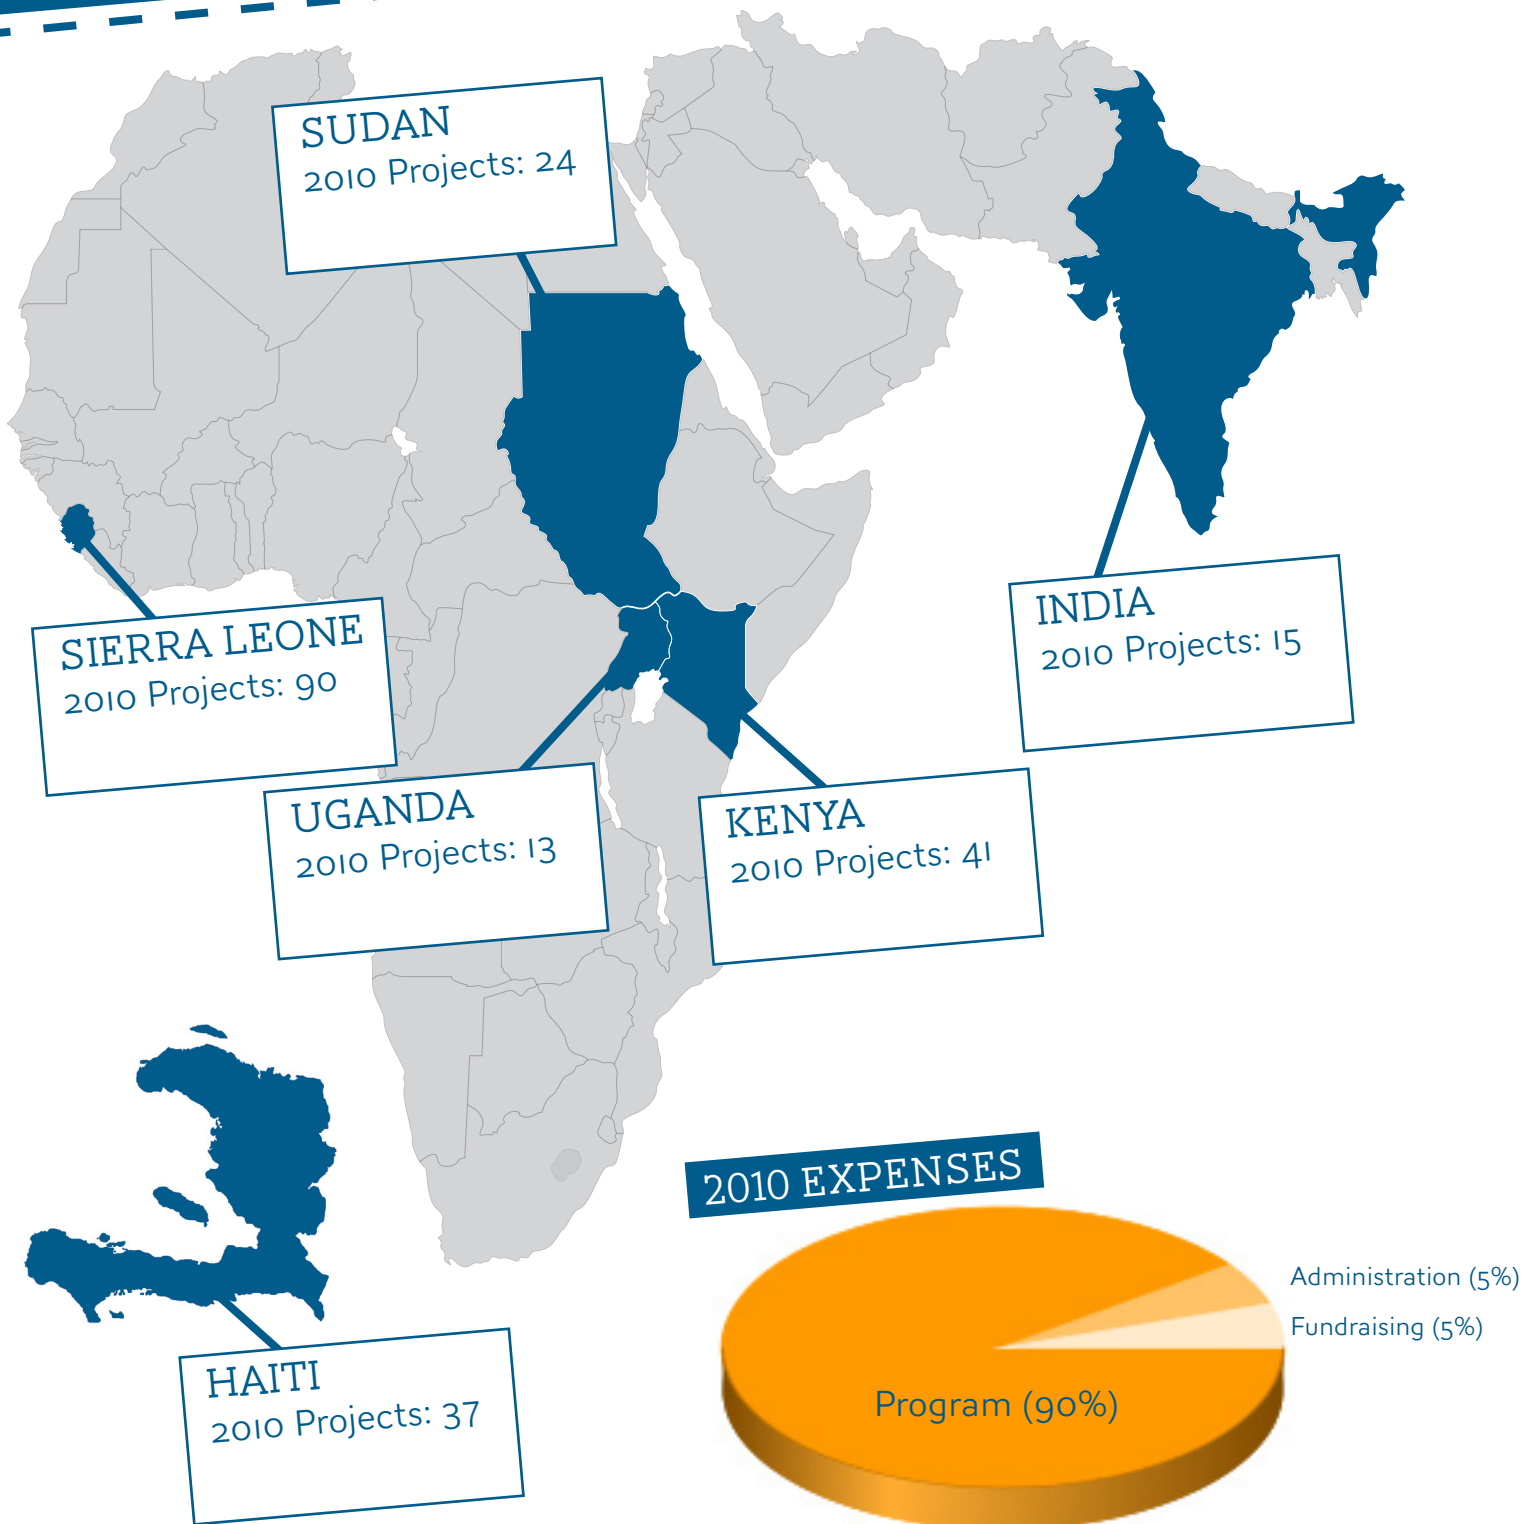 SUDAN
2010 Projects: 24
SIERRA LEONE
2010 Projects: 90
INDIA
2010 Projects: 15
UGANDA
2010 Projects: 13
KENYA
2010 Projects: 41
HAITI
2010 Projects: 37
2010 EXPENSES
Administration (5%)
Fundraising (5%)
Program (90%)